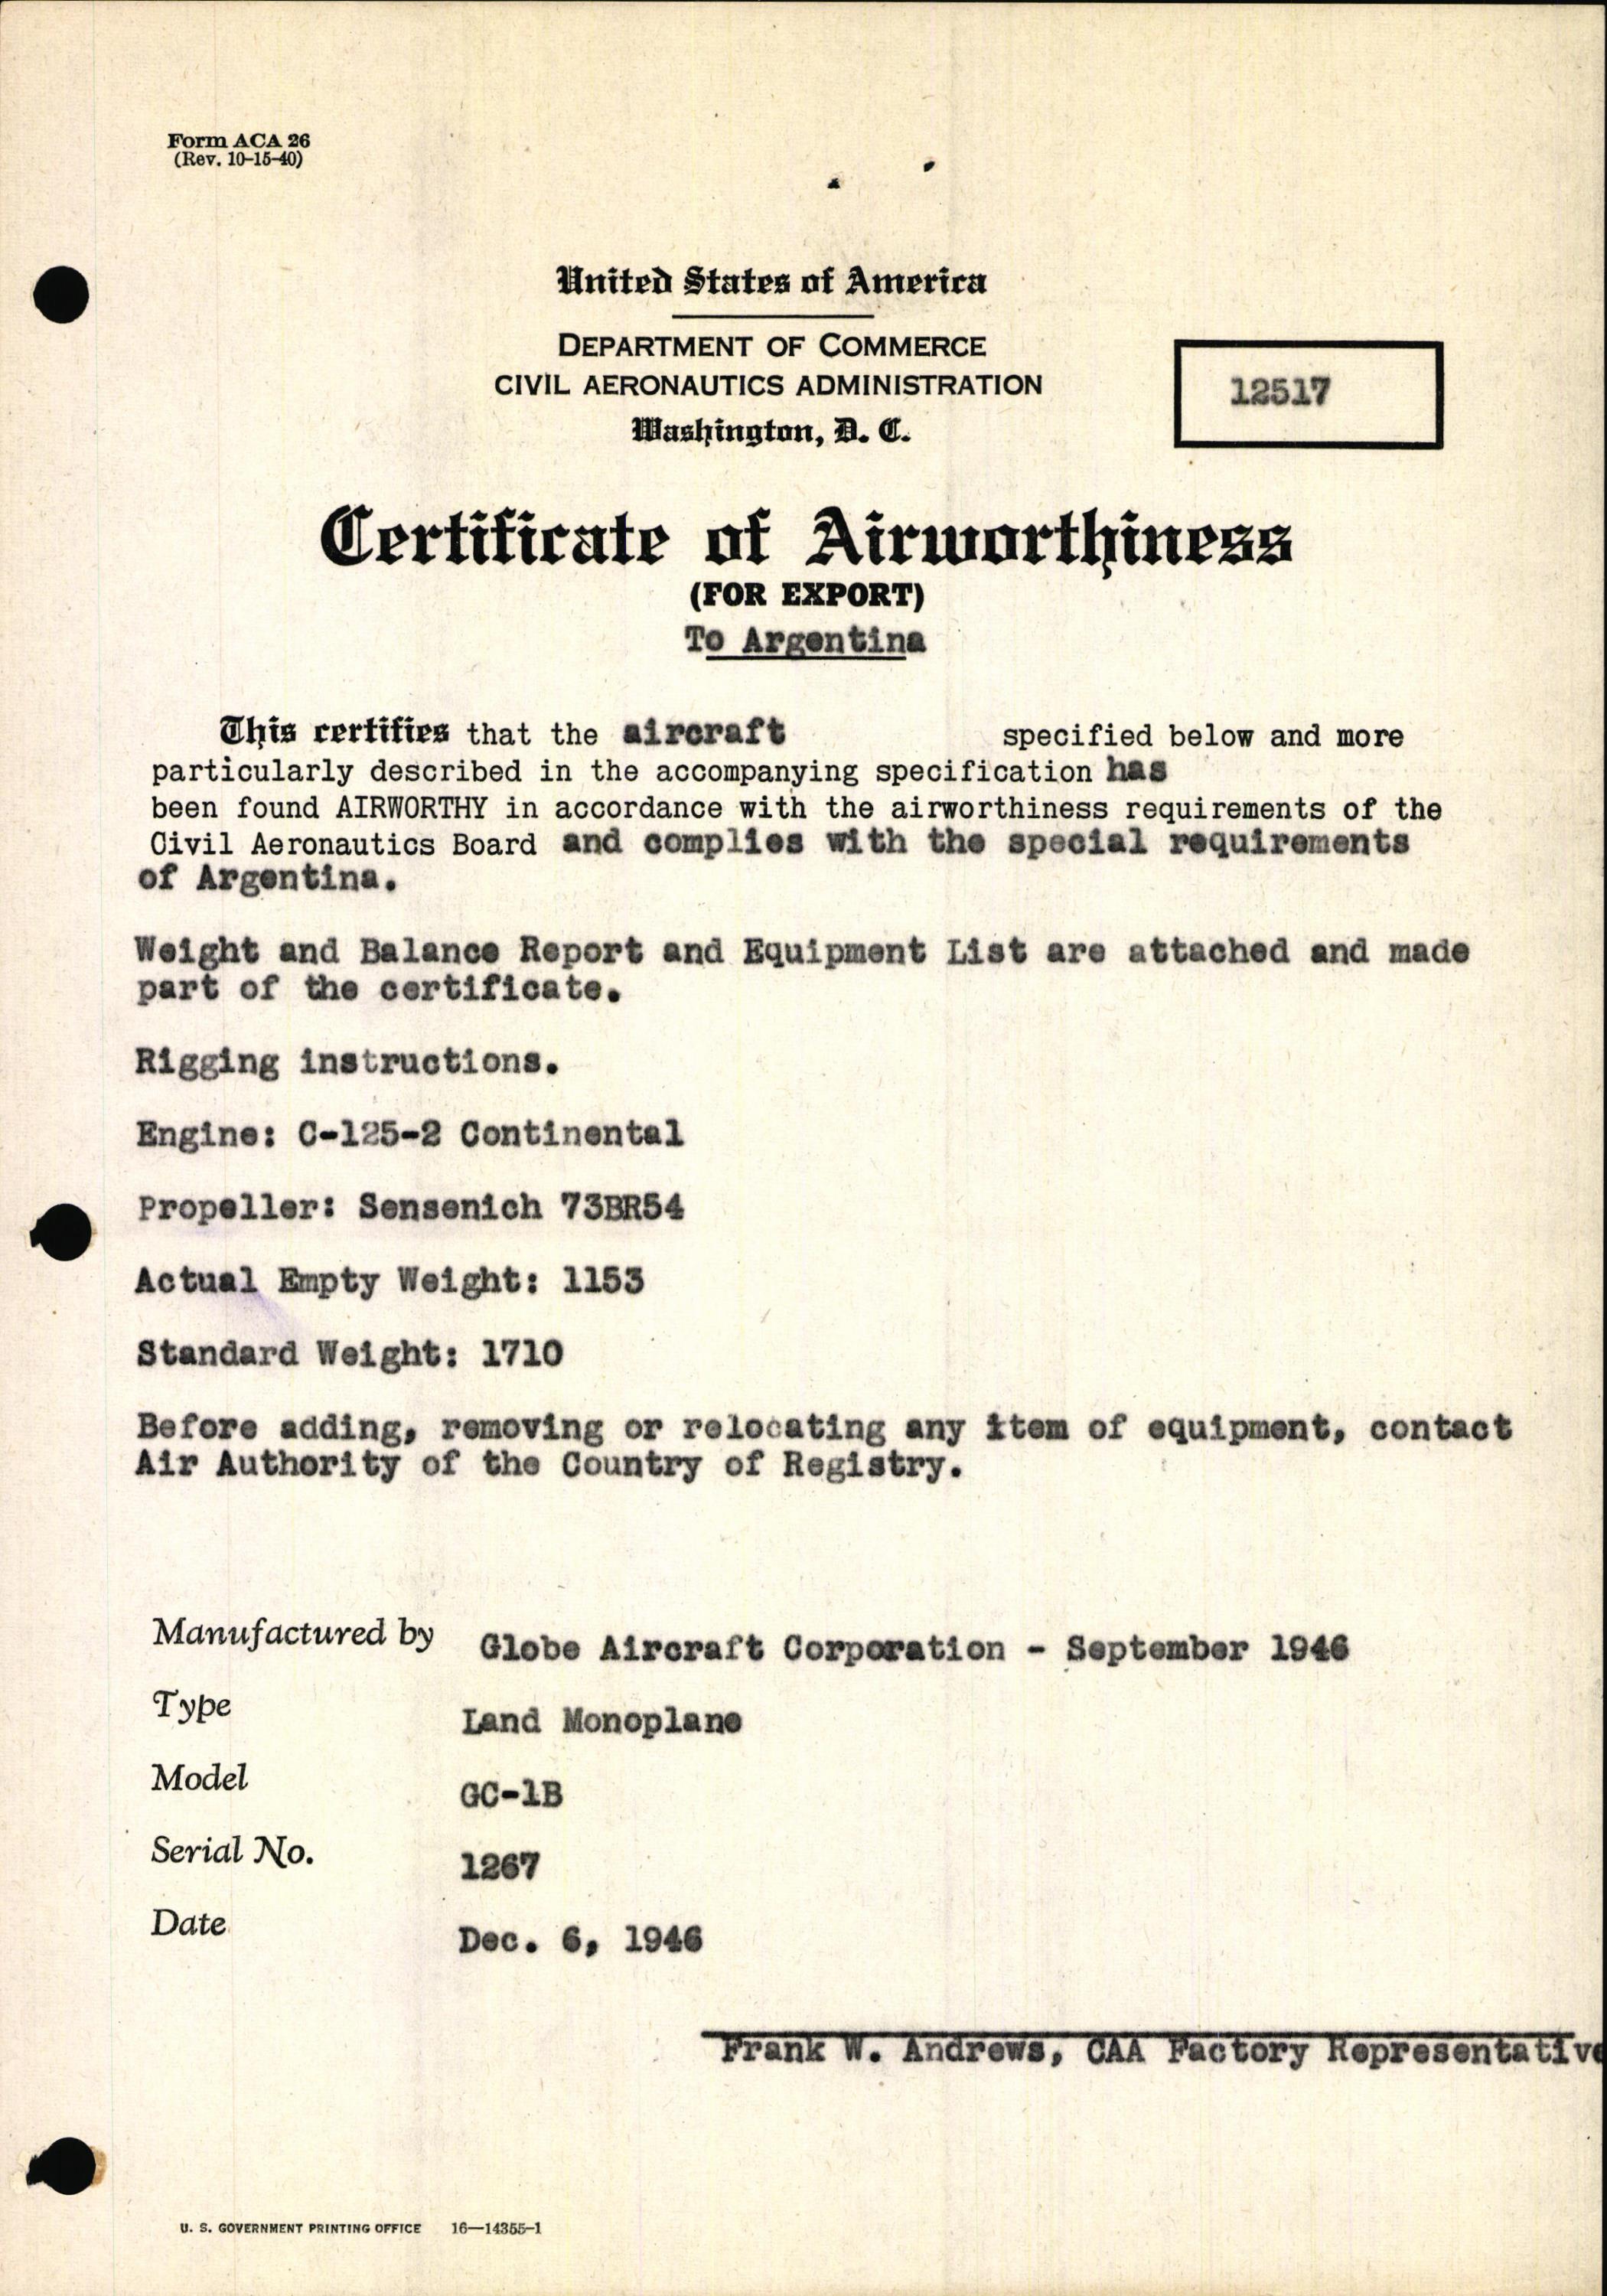 Form ACA 26
(Rev. 10-15-40)
United States of America
DEPARTMENT OF COMMERCE
CIVIL AERONAUTICS ADMINISTRATION
Washington, D. C.
12517
Certificate of Airworthiness
(FOR EXPORT)
To Argentina
This certifies that the aircraft specified below and more
particularly described in the accompanying specification has
been found AIRWORTHY in accordance with the airworthiness requirements of the
Civil Aeronautics Board and complies with the special requirements
of Argentina.
Weight and Balance Report and Equipment List are attached and made
part of the certificate.
Rigging instructions.
Engine: C-125-2 Continental
Propeller: Sensenich 73BR54
Actual Empty Weight: 1153
Standard Weight: 1710
Before adding, removing or relocating any item of equipment, contact
Air Authority of the Country of Registry.
Manufactured by Globe Aircraft Corporation - September 1946
Type Land Monoplane
Model GC-1B
Serial No. 1267
Date Dec. 6, 1946
Frank W. Andrews, CAA Factory Representative
U. S. GOVERNMENT PRINTING OFFICE 16—14355-1